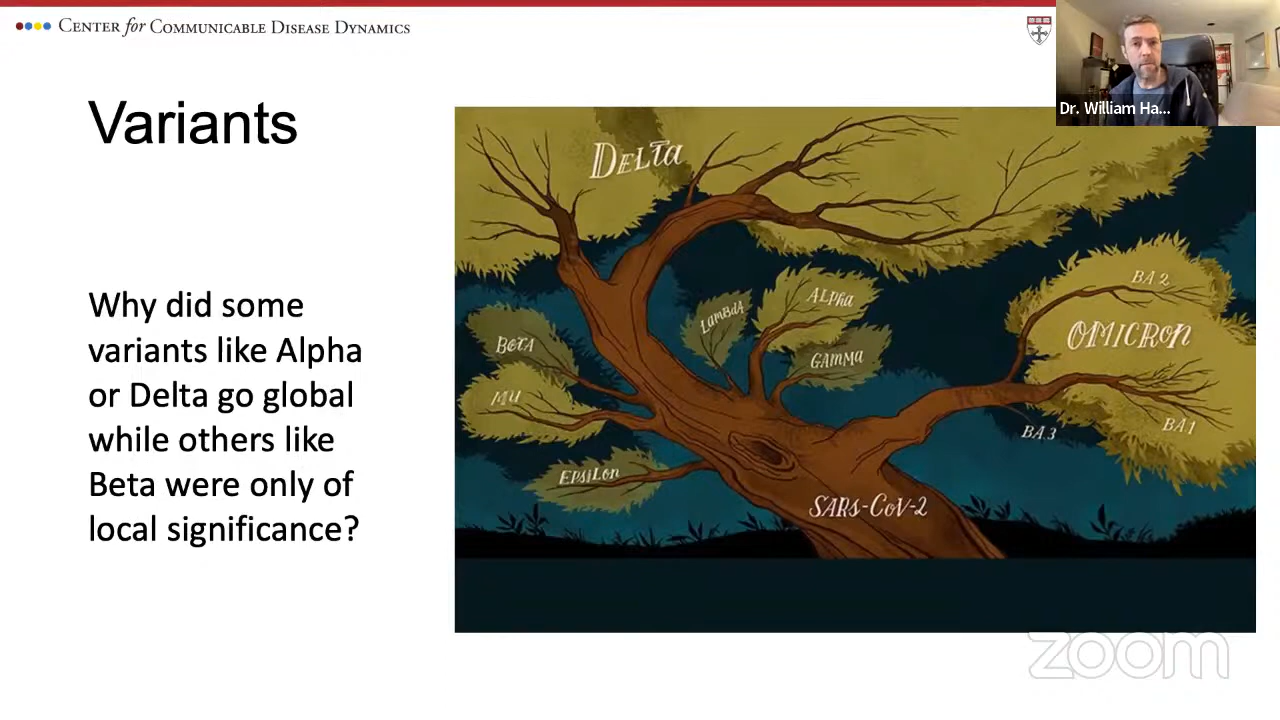 CENTER for COMMUNICABLE DISEASE DYNAMICS
Dr. William Ha...
Variants
Why did some
variants like Alpha
or Delta go global
while others like
Beta were only of
local significance?
DELTA
LAMBDA
ALPhA
GAMMA
BETA
MU
EPSILON
SARS-CoV-2
BA 2
OMICRON
BA 1
BA 3
zoom